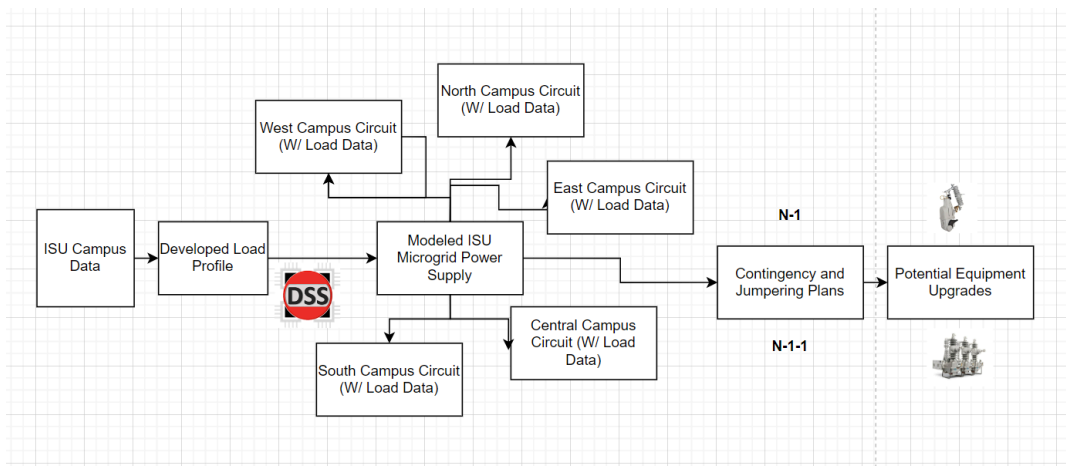 North Campus Circuit
(W/ Load Data)
West Campus Circuit
(W/ Load Data)
East Campus Circuit
(W/ Load Data)
N-1
ISU Campus
Data
Developed Load
Profile
DSS
Modeled ISU
Microgrid Power
Supply
Contingency and
Jumpering Plans
Potential Equipment
Upgrades
Central Campus
Circuit (W/ Load
Data)
N-1-1
South Campus Circuit
(W/ Load Data)